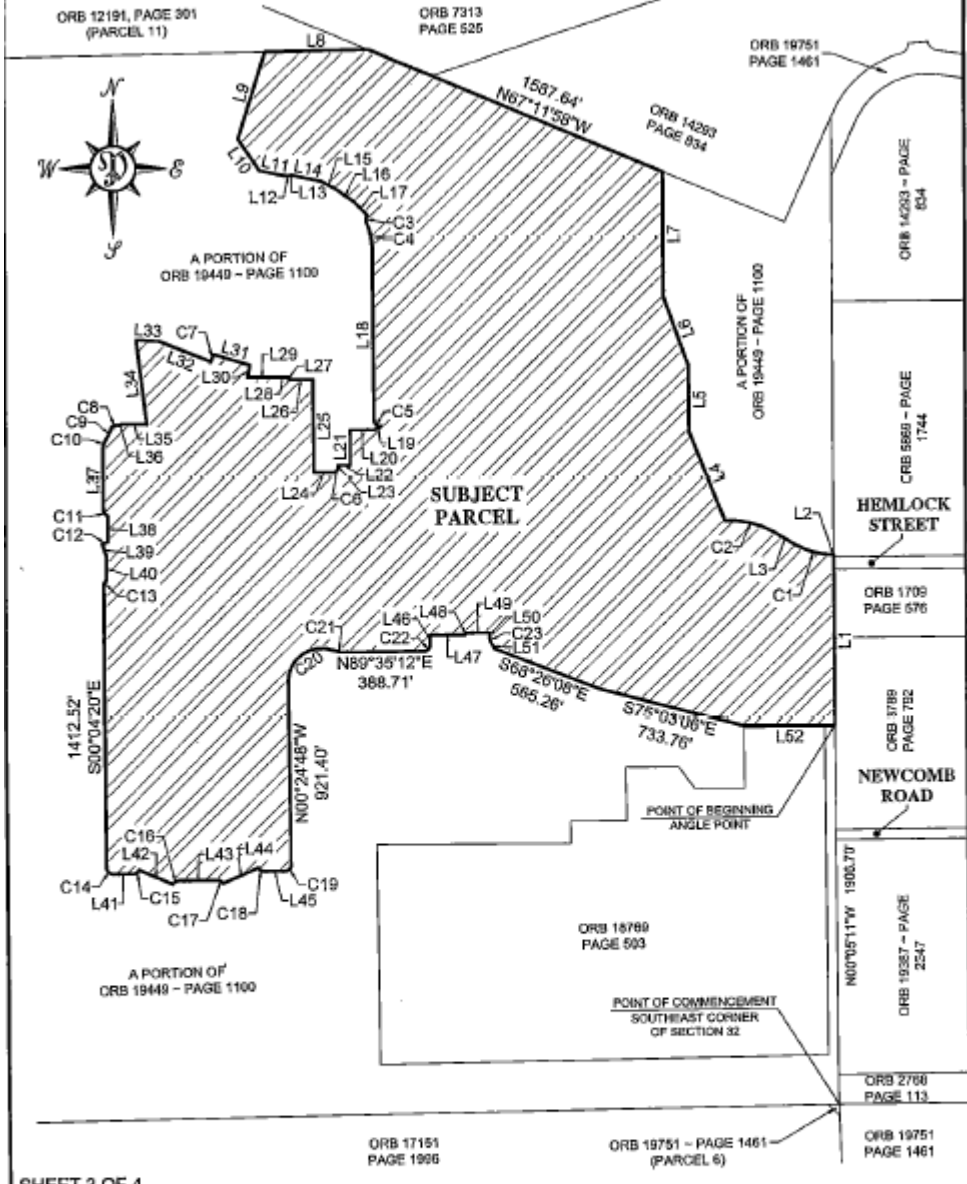 ORB 12191, PAGE 301
(PARCEL 11)
ORB 7313
PAGE 525
ORB 19751
PAGE 1461
L8
1587.64'
N67°11'58"W
ORB 14293
PAGE 834
N
W
E
S
L9
L10
L11
L14
L12
L13
L15
L16
L17
C3
C4
L7
ORB 14293 ~ PAGE
834
A PORTION OF
ORB 19449 ~ PAGE 1100
L18
L6
A PORTION OF
ORB 19449 ~ PAGE 1100
L33
C7
L31
L32
L30
L29
L27
L28
L26
L34
L25
L5
ORB 5869 ~ PAGE
1744
C8
C9
C10
L35
L36
C5
L19
L20
L21
L22
L23
L24
C6
L37
L4
SUBJECT
PARCEL
HEMLOCK
STREET
L2
C11
C12
L38
L39
L40
C13
C2
L3
C1
ORB 1709
PAGE 576
L1
C21
L46
C22
L48
L49
L50
C23
L51
L47
C20
N89°35'12"E
388.71'
S68°26'08"E
565.26'
S75°03'06"E
733.76'
L52
1412.52'
S00°04'20"E
N00°24'48"W
921.40'
ORB 3789
PAGE 792
NEWCOMB
ROAD
POINT OF BEGINNING
ANGLE POINT
C16
L42
L43
L44
C14
L41
C15
C17
C18
L45
C19
N00°05'11"W 1906.70'
ORB 18769
PAGE 503
ORB 19387 ~ PAGE
2347
A PORTION OF
ORB 19449 ~ PAGE 1100
POINT OF COMMENCEMENT
SOUTHEAST CORNER
OF SECTION 32
ORB 2768
PAGE 113
ORB 17151
PAGE 1996
ORB 19751 ~ PAGE 1461
(PARCEL 6)
ORB 19751
PAGE 1461